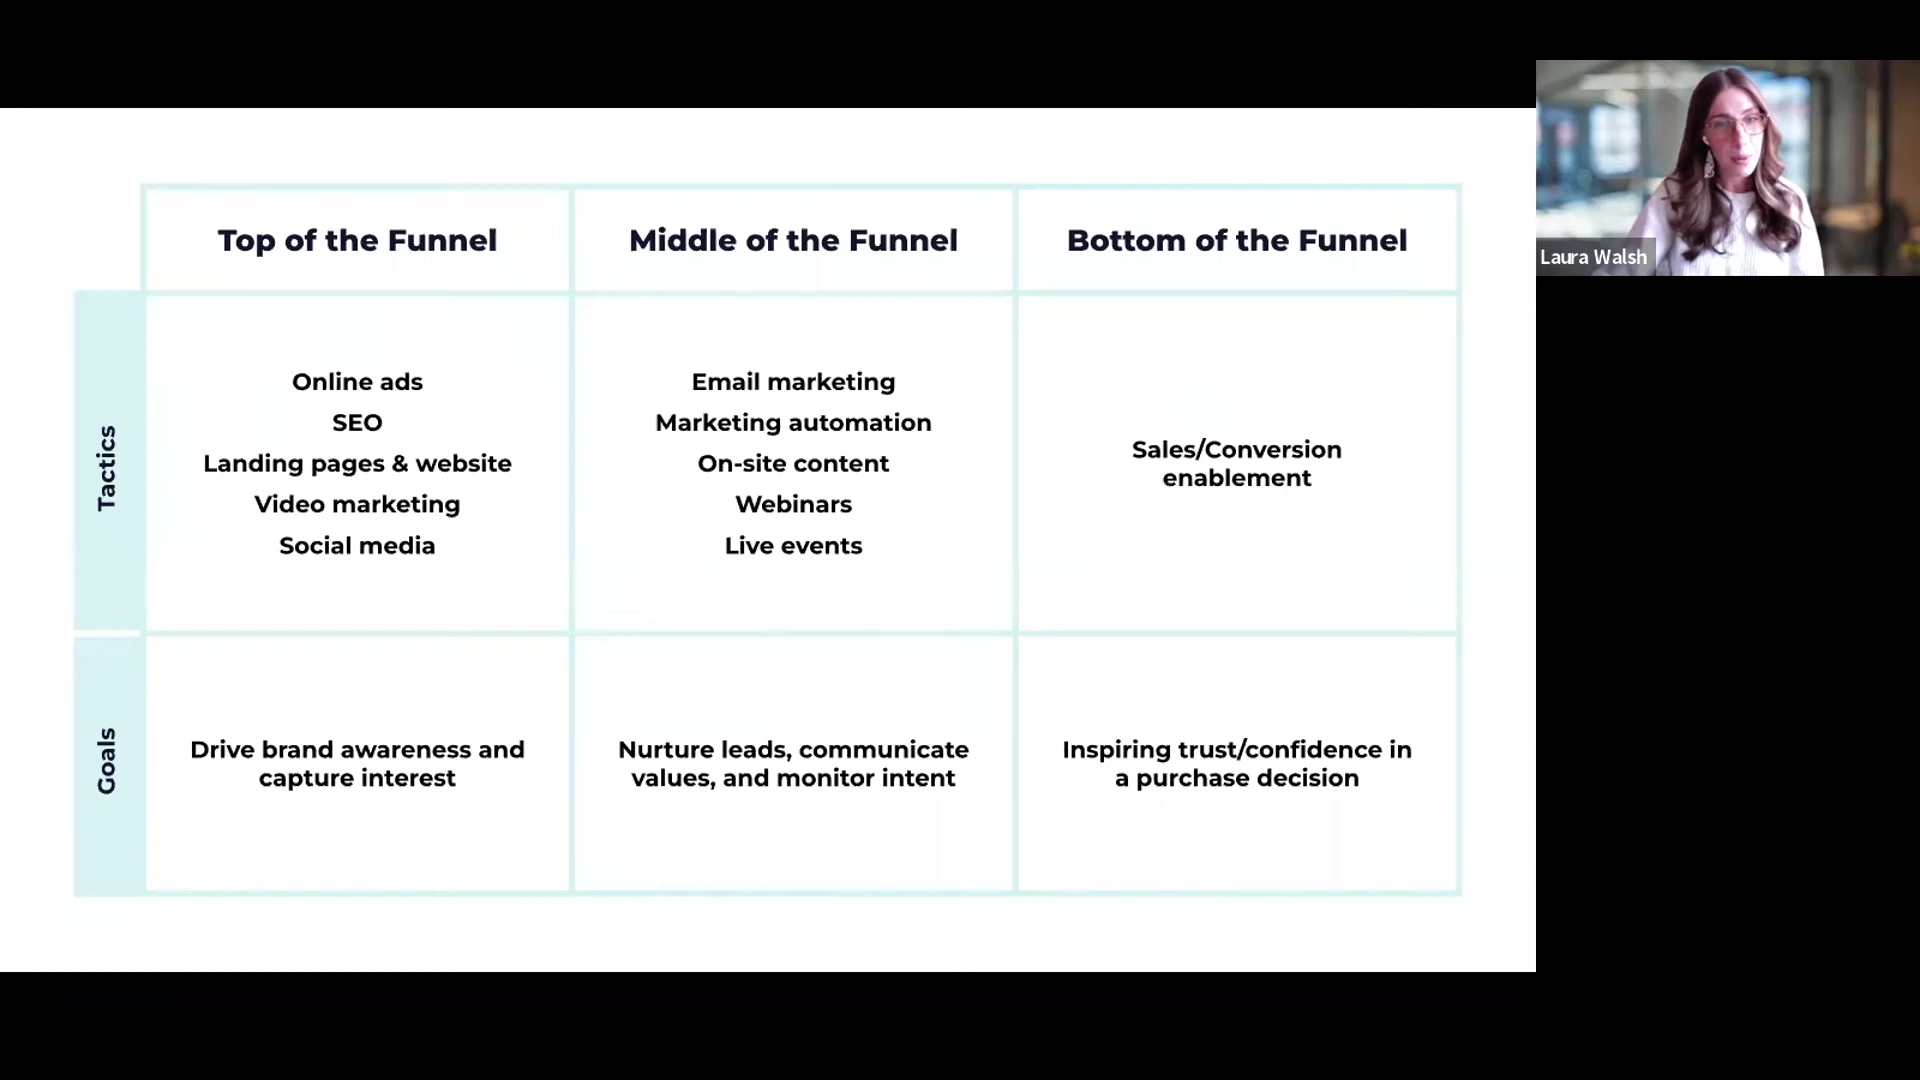 Top of the Funnel
Middle of the Funnel
Bottom of the Funnel
Tactics
Online ads
SEO
Landing pages & website
Video marketing
Social media
Email marketing
Marketing automation
On-site content
Webinars
Live events
Sales/Conversion
enablement
Goals
Drive brand awareness and
capture interest
Nurture leads, communicate
values, and monitor intent
Inspiring trust/confidence in
a purchase decision
Laura Walsh